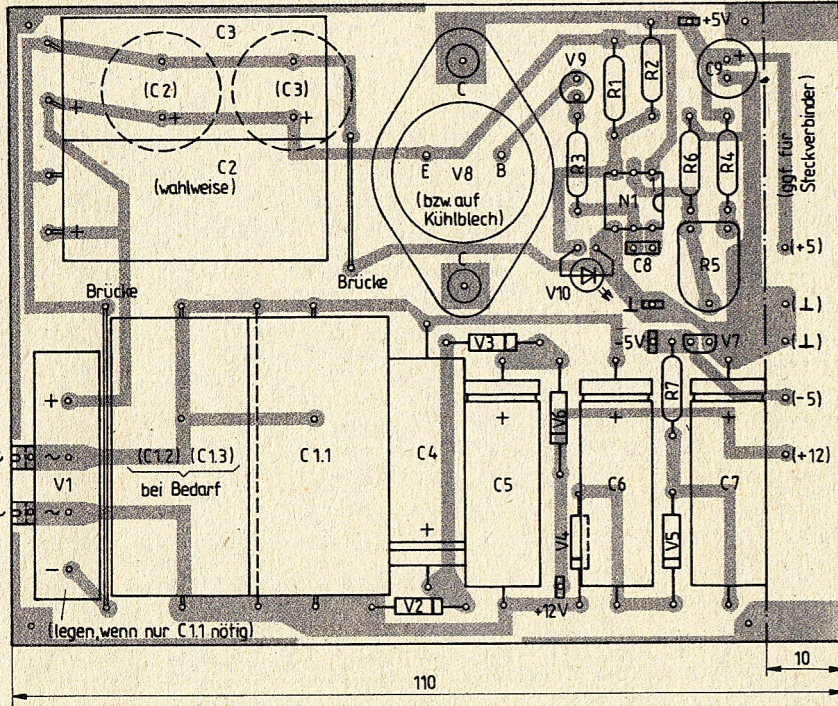 C3
+5V
(C2)
(C3)
V9
R1
R2
C9
+
C
+
+
+
E
V8
B
C2
(wahlweise)
(bzw. auf
Kühlblech)
R3
R6
R4
(ggf. für
Steckverbinder)
N1
+
C
C8
R5
(+5)
Brücke
Brücke
V10
⊥
(⊥)
V3
-5V
V7
(⊥)
+
R7
(-5)
+
V6
+
+
~
(C1.2)
(C1.3)
C1.1
C4
(+12)
V1
bei Bedarf
C5
C6
C7
~
+
V4
V5
-
V2
+12V
(legen, wenn nur C1.1 nötig)
10
110